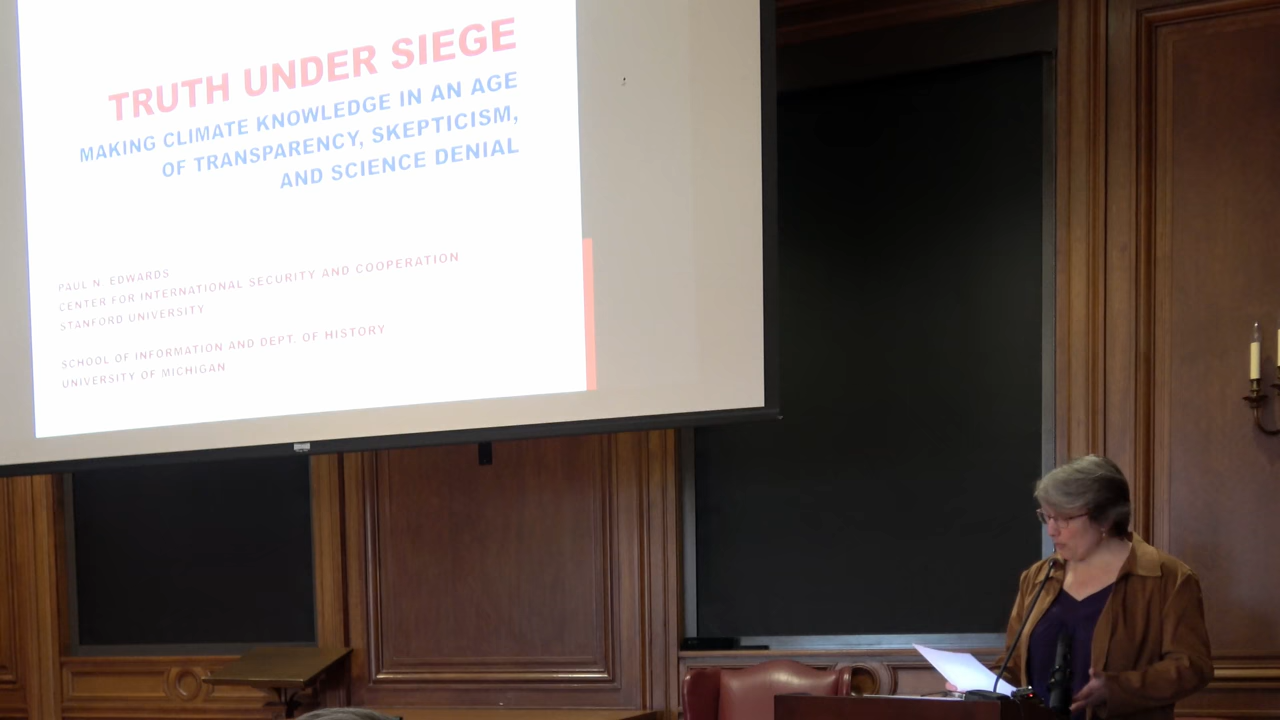 TRUTH UNDER SIEGE
MAKING CLIMATE KNOWLEDGE IN AN AGE
OF TRANSPARENCY, SKEPTICISM,
AND SCIENCE DENIAL
PAUL N. EDWARDS
CENTER FOR INTERNATIONAL SECURITY AND COOPERATION
STANFORD UNIVERSITY
SCHOOL OF INFORMATION AND DEPT. OF HISTORY
UNIVERSITY OF MICHIGAN